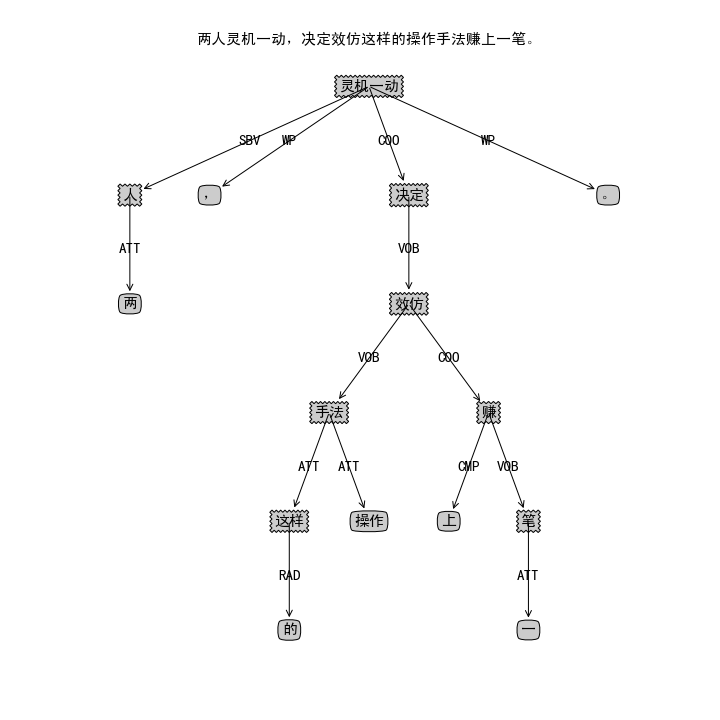 两人灵机一动，决定效仿这样的操作手法赚上一笔。
灵机一动
SBV WP COO WP
人 ， 决定 。
ATT VOB
两 效仿
VOB COO
手法 赚
ATT ATT CMP VOB
这样 操作 上 笔
RAD ATT
的 一